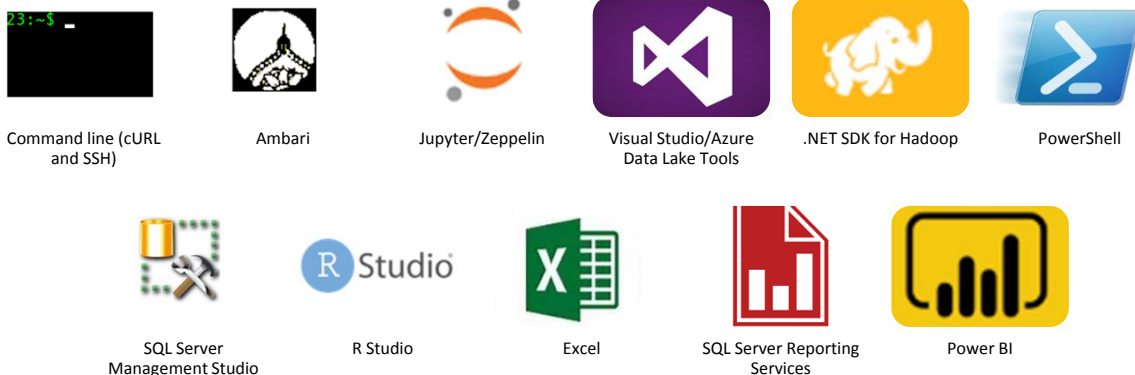 23:~$ _
Command line (cURL
and SSH)
Ambari
Jupyter/Zeppelin
Visual Studio/Azure
Data Lake Tools
.NET SDK for Hadoop
PowerShell
R Studio
X
SQL Server
Management Studio
R Studio
Excel
SQL Server Reporting
Services
Power BI